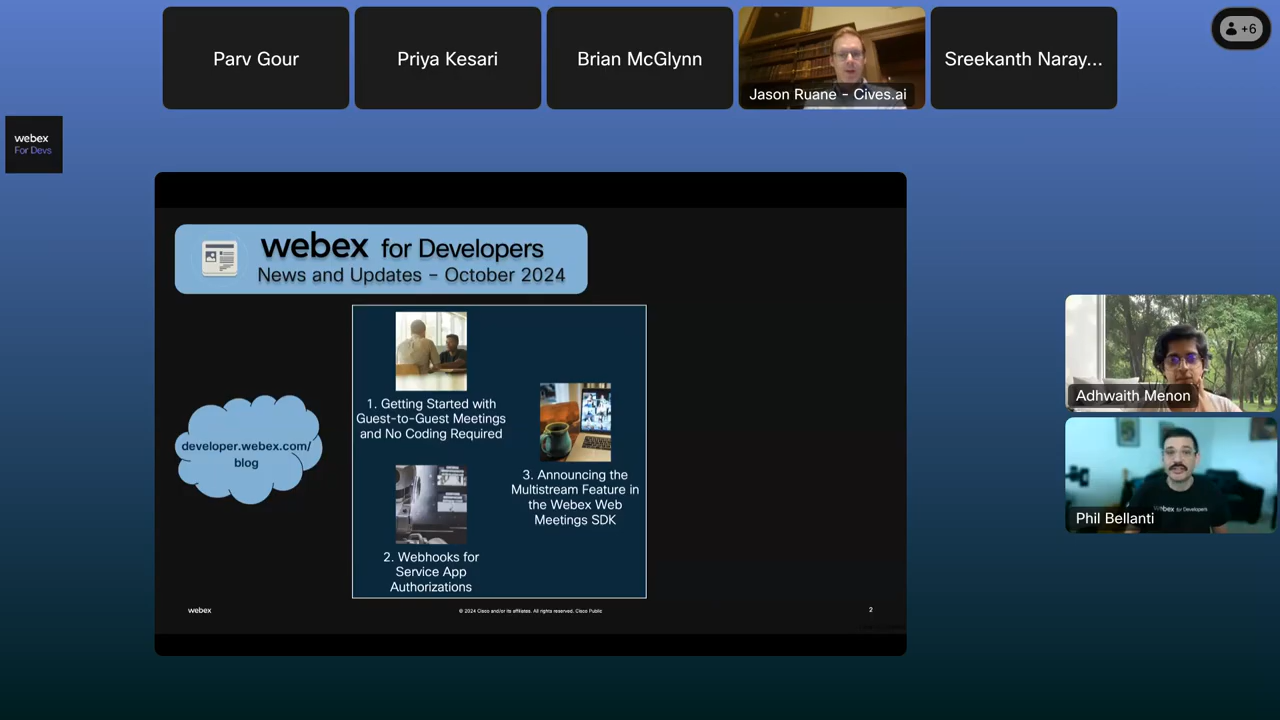 Parv Gour
Priya Kesari
Brian McGlynn
Jason Ruane - Cives.ai
Sreekanth Naray...
+6
webex
For Devs
webex for Developers
News and Updates – October 2024
developer.webex.com/
blog
1. Getting Started with
Guest-to-Guest Meetings
and No Coding Required
2. Webhooks for
Service App
Authorizations
3. Announcing the
Multistream Feature in
the Webex Web
Meetings SDK
webex
© 2024 Cisco and/or its affiliates. All rights reserved. Cisco Public
2
Adhwaith Menon
webex for Developers
Phil Bellanti